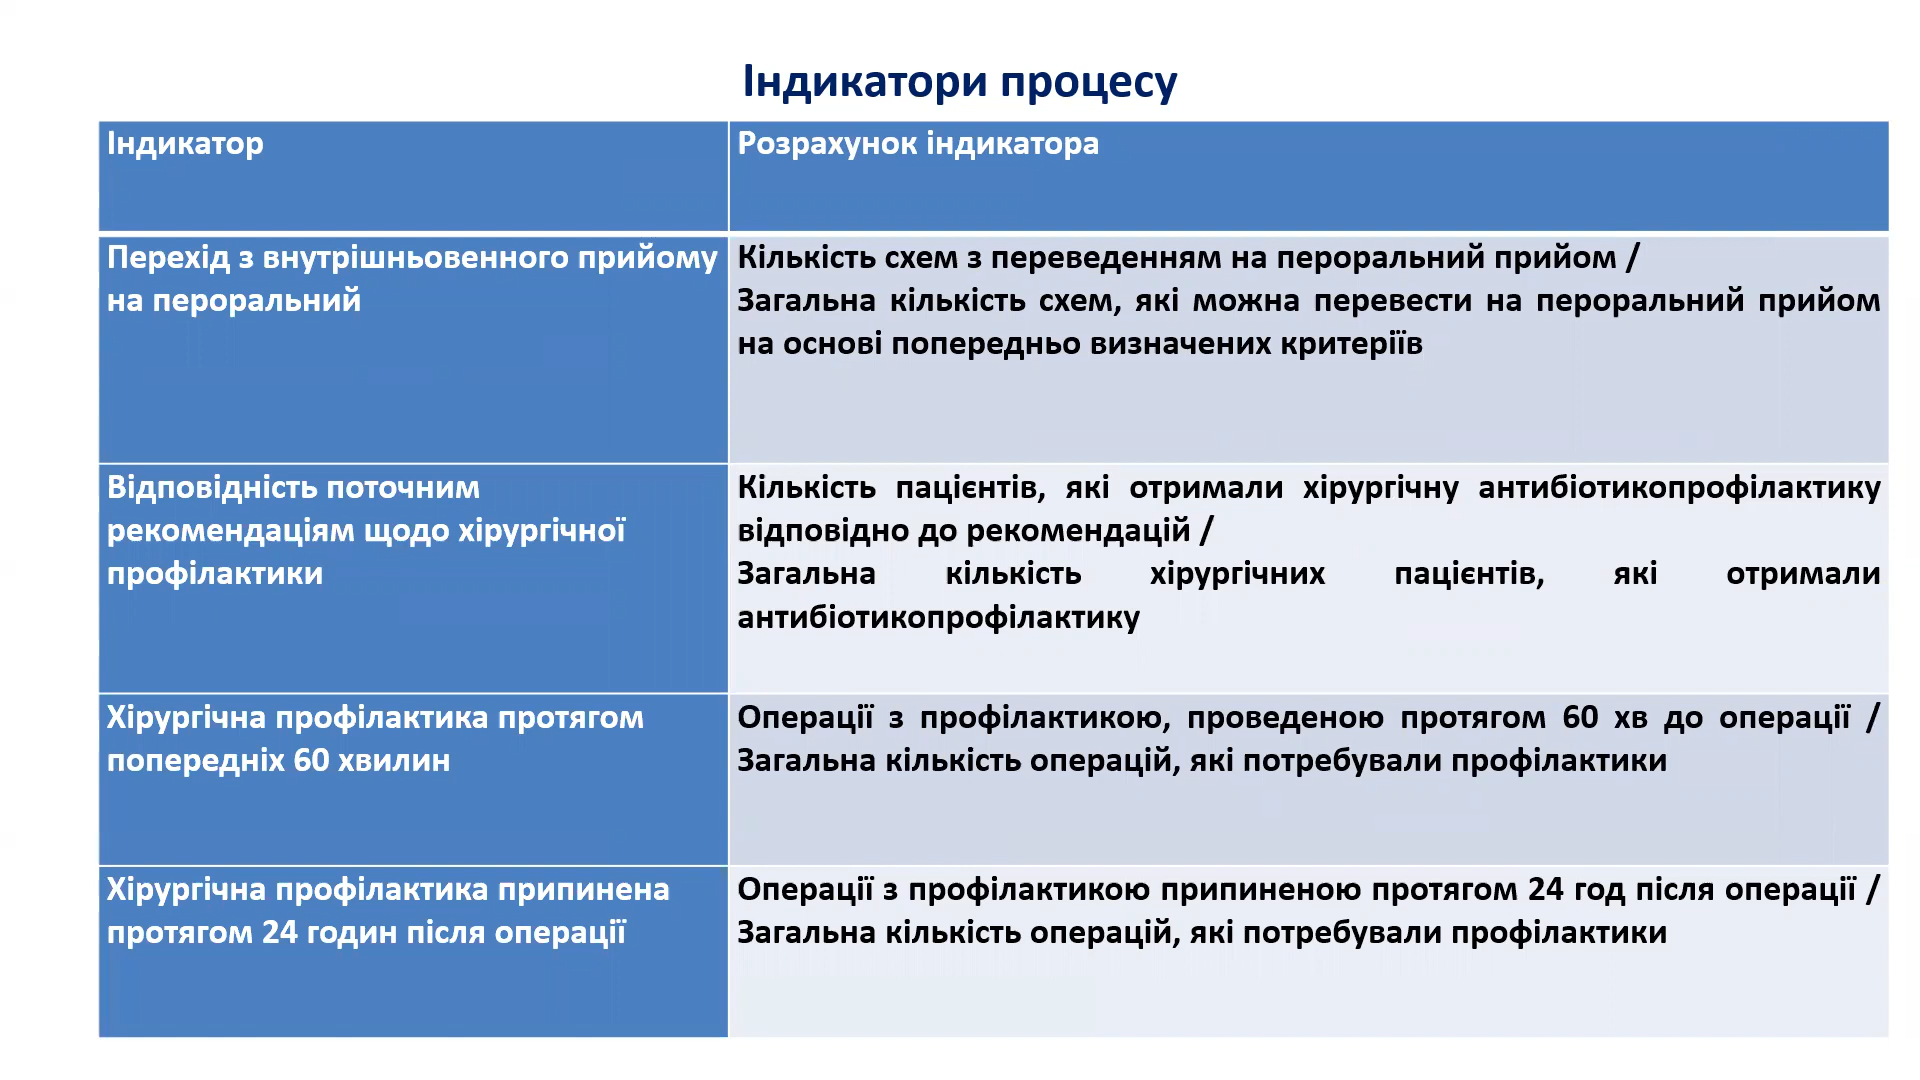 Індикатори процесу
Індикатор
Розрахунок індикатора
Перехід з внутрішньовенного прийому
на пероральний
Кількість схем з переведенням на пероральний прийом /
Загальна кількість схем, які можна перевести на пероральний прийом
на основі попередньо визначених критеріїв
Відповідність поточним
рекомендаціям щодо хірургічної
профілактики
Кількість пацієнтів, які отримали хірургічну антибіотикопрофілактику
відповідно до рекомендацій /
Загальна кількість хірургічних пацієнтів, які отримали
антибіотикопрофілактику
Хірургічна профілактика протягом
попередніх 60 хвилин
Операції з профілактикою, проведеною протягом 60 хв до операції /
Загальна кількість операцій, які потребували профілактики
Хірургічна профілактика припинена
протягом 24 годин після операції
Операції з профілактикою припиненою протягом 24 год після операції /
Загальна кількість операцій, які потребували профілактики